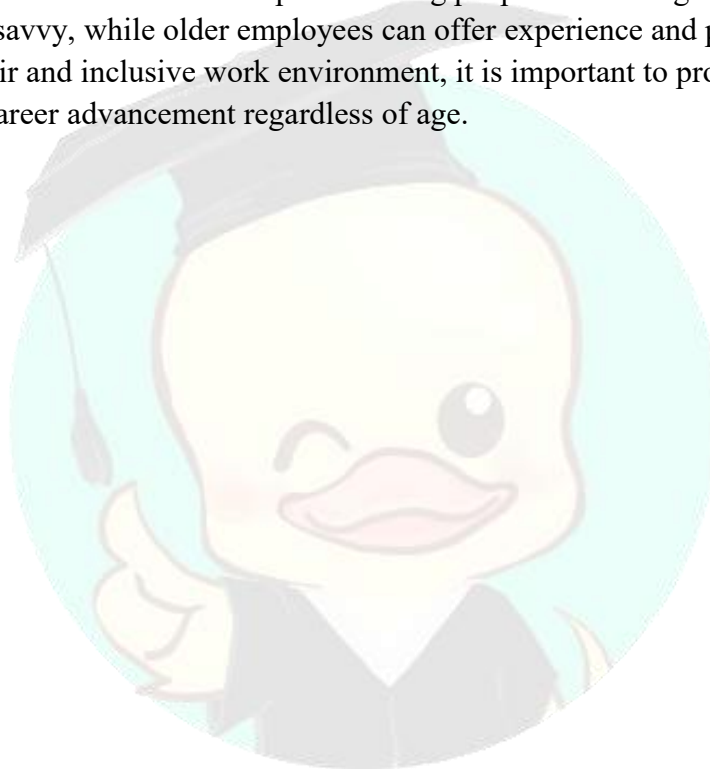 savvy, while older employees can offer experience and
ir and inclusive work environment, it is important to
areer advancement regardless of age.